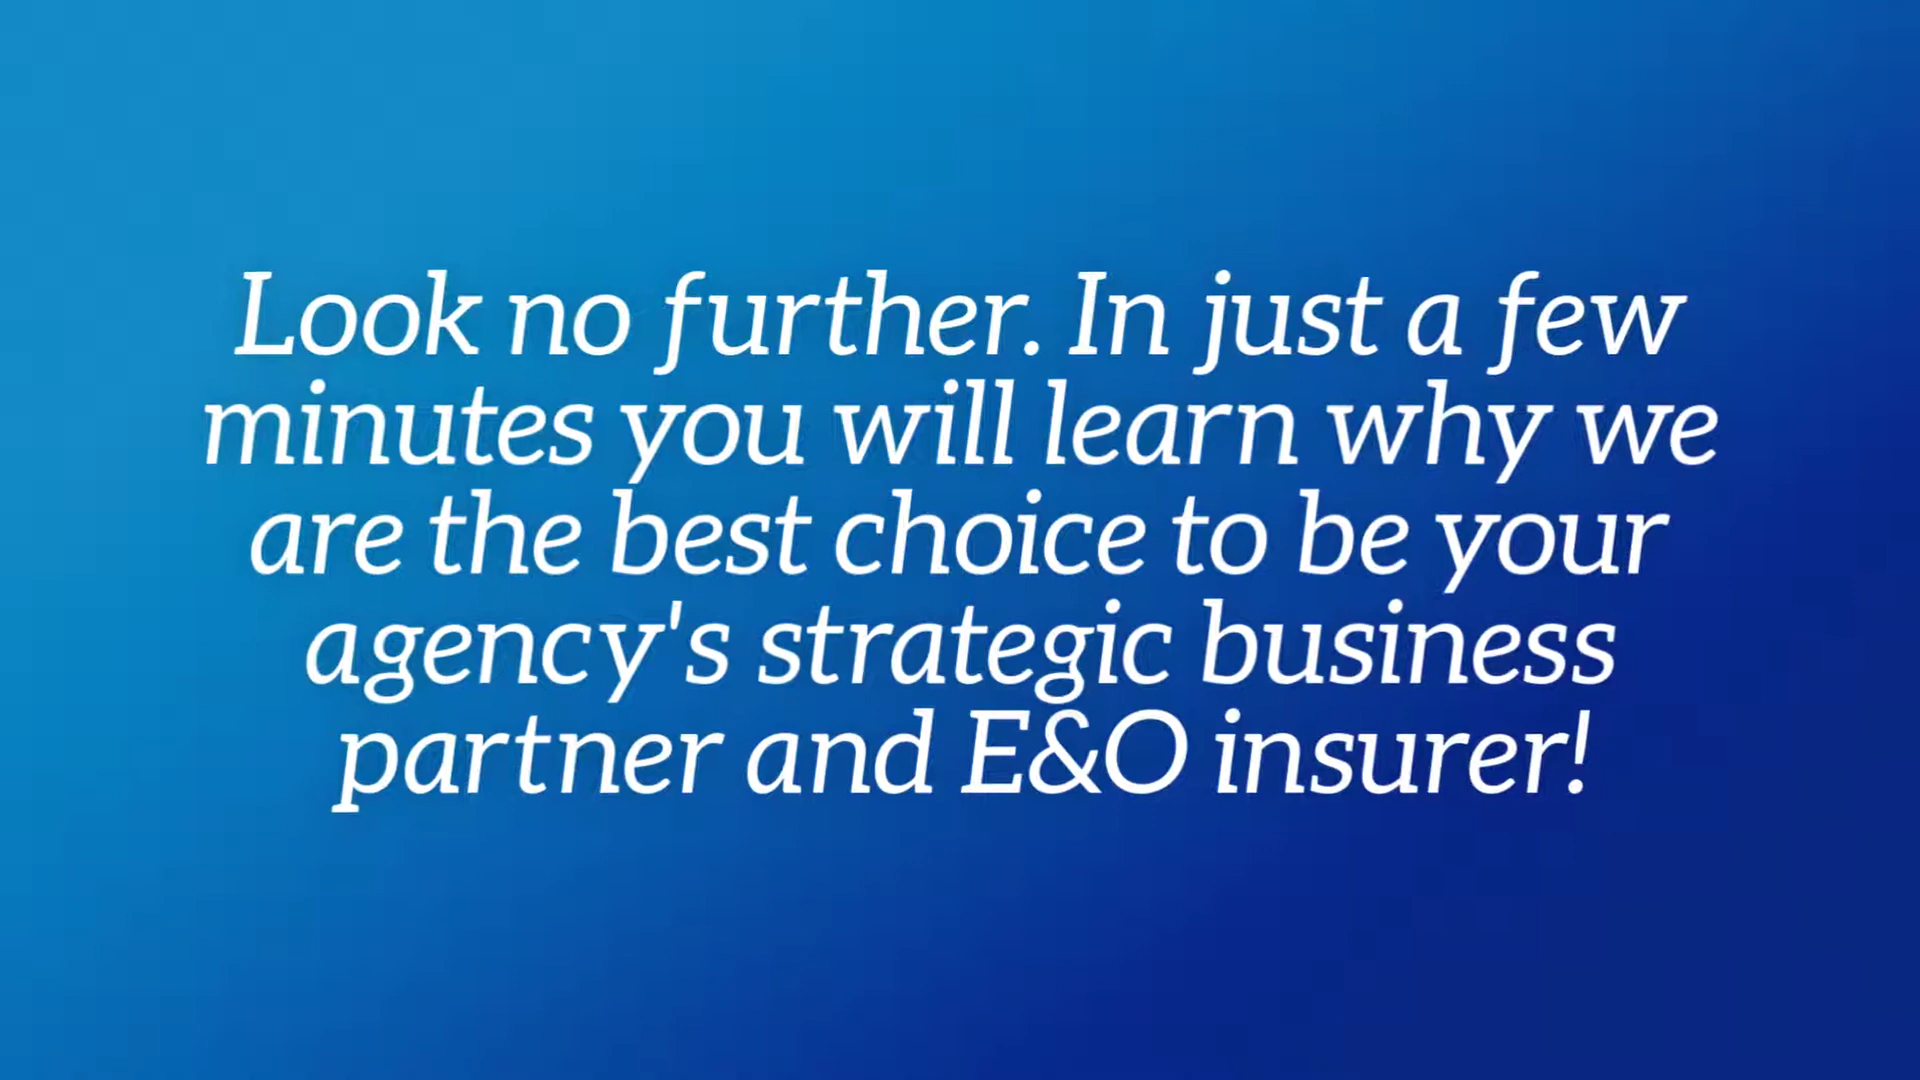 Look no further. In just a few
minutes you will learn why we
are the best choice to be your
agency's strategic business
partner and E&O insurer!